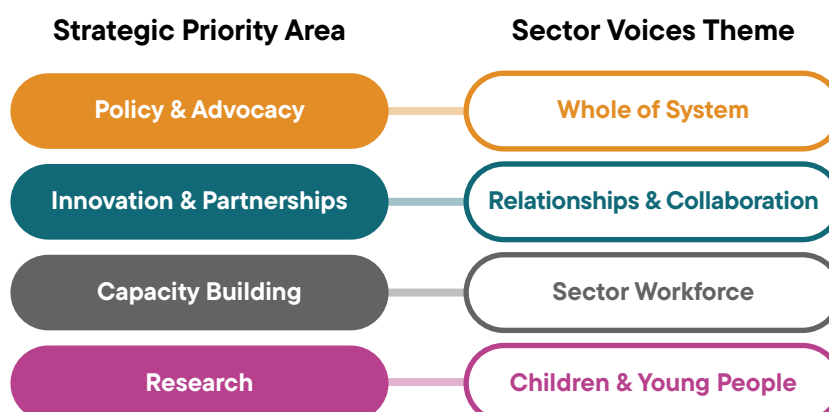 Strategic Priority Area
Sector Voices Theme
Policy & Advocacy
Whole of System
Innovation & Partnerships
Relationships & Collaboration
Capacity Building
Sector Workforce
Research
Children & Young People